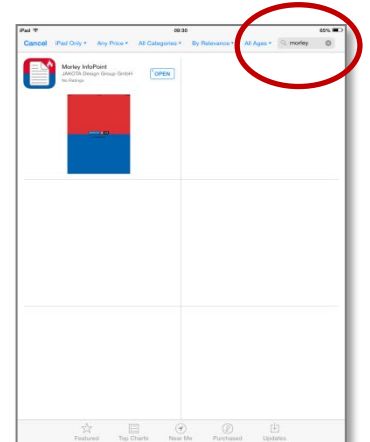 iPad 09:30 65%
Cancel iPad Only Any Price All Categories By Relevance All Ages morley
Morley InfoPoint
JAKOTA Design Group GmbH
No Ratings
OPEN
Featured Top Charts Near Me Purchased Updates